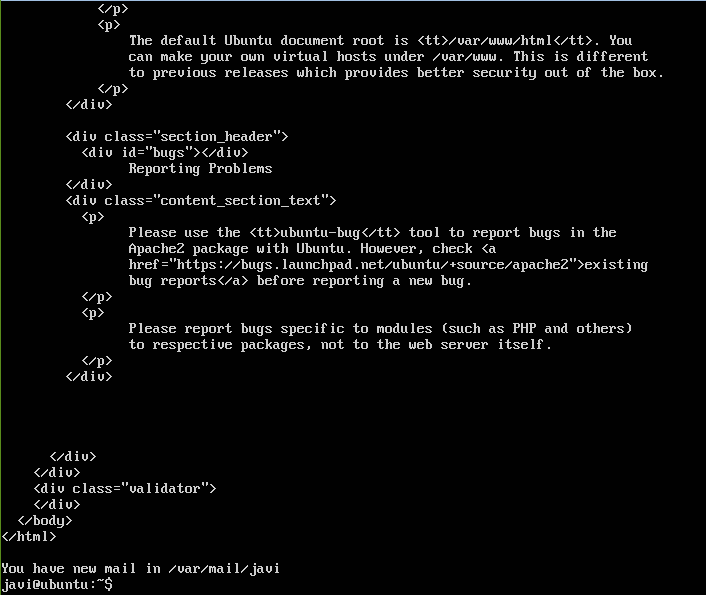 </p>
<p>
The default Ubuntu document root is <tt>/var/www/html</tt>. You
can make your own virtual hosts under /var/www. This is different
to previous releases which provides better security out of the box.
</p>
</div>
<div class="section_header">
<div id="bugs"></div>
Reporting Problems
</div>
<div class="content_section_text">
<p>
Please use the <tt>ubuntu-bug</tt> tool to report bugs in the
Apache2 package with Ubuntu. However, check <a
href="https://bugs.launchpad.net/ubuntu/+source/apache2">existing
bug reports</a> before reporting a new bug.
</p>
<p>
Please report bugs specific to modules (such as PHP and others)
to respective packages, not to the web server itself.
</p>
</div>
</div>
</div>
<div class="validator">
</div>
</body>
</html>
You have new mail in /var/mail/javi
javi@ubuntu:~$